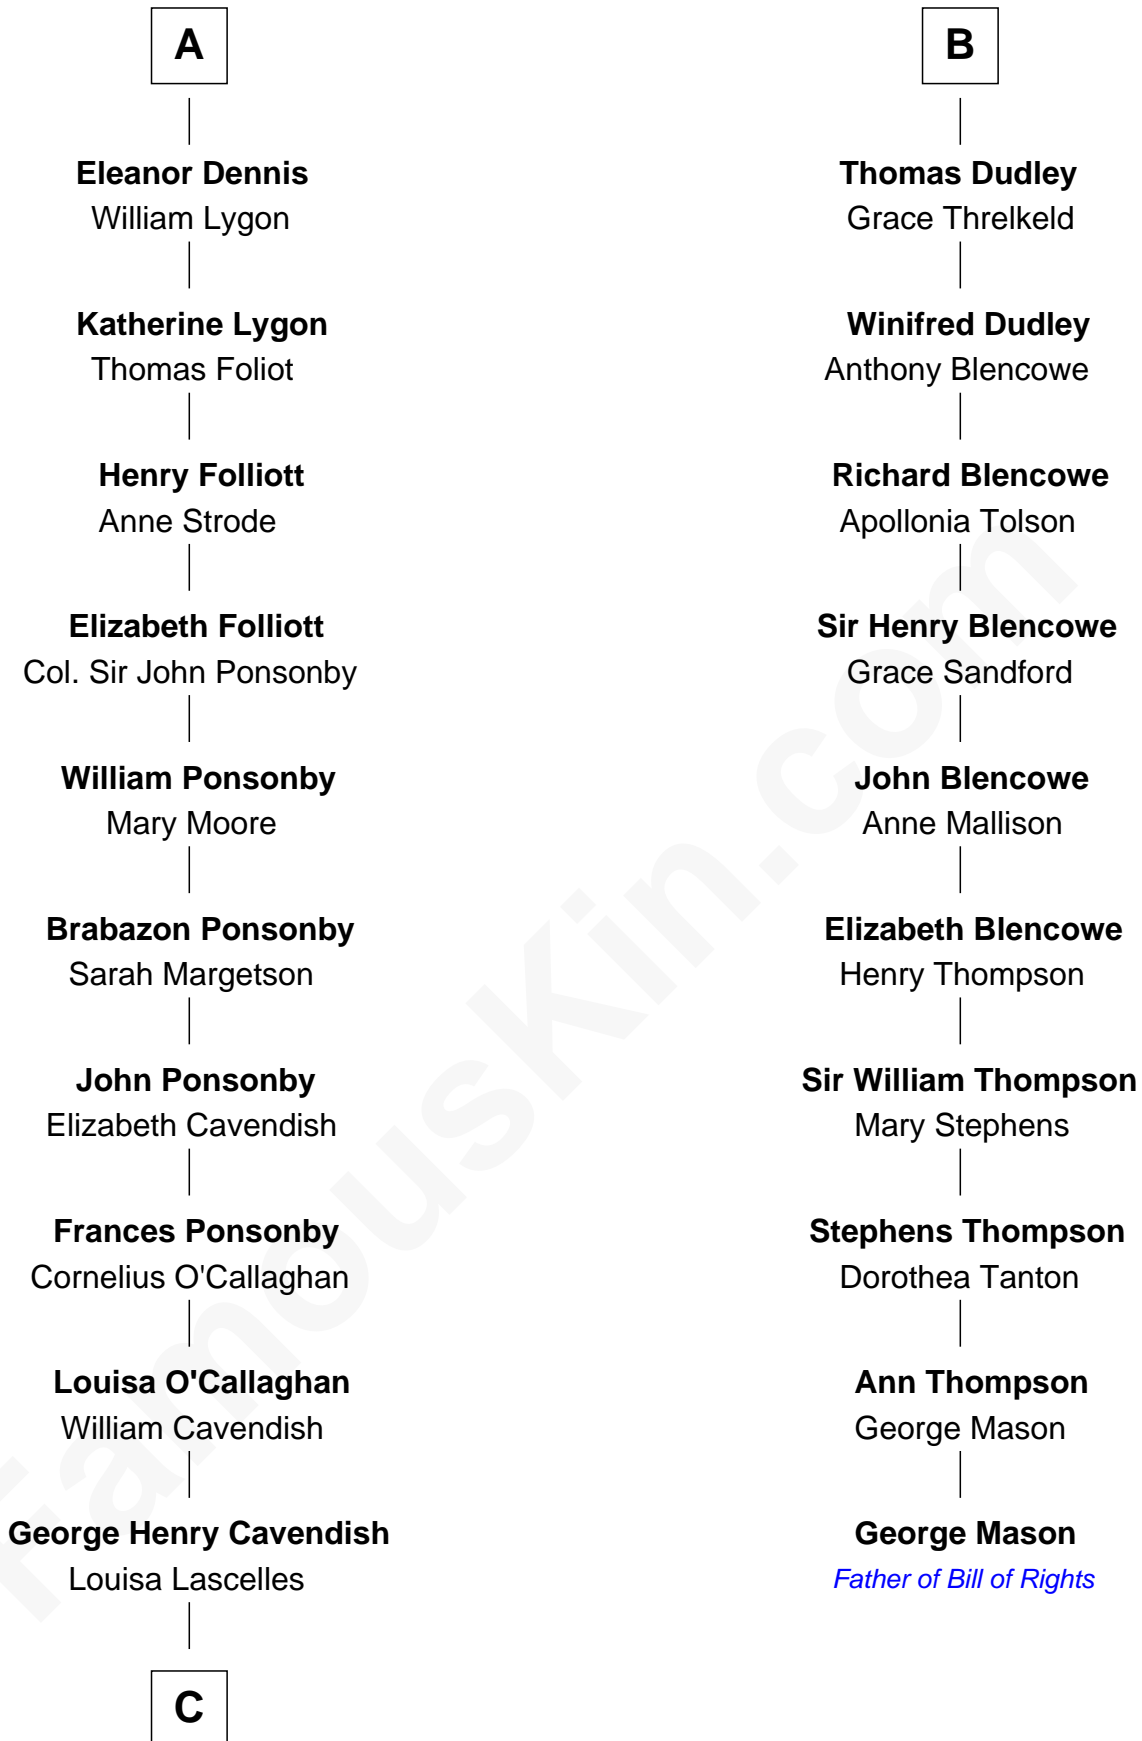 A
Eleanor Dennis
William Lygon
Katherine Lygon
Thomas Foliot
Henry Folliott
Anne Strode
Elizabeth Folliott
Col. Sir John Ponsonby
William Ponsonby
Mary Moore
Brabazon Ponsonby
Sarah Margetson
John Ponsonby
Elizabeth Cavendish
Frances Ponsonby
Cornelius O'Callaghan
Louisa O'Callaghan
William Cavendish
George Henry Cavendish
Louisa Lascelles
C
B
Thomas Dudley
Grace Threlkeld
Winifred Dudley
Anthony Blencowe
Richard Blencowe
Apollonia Tolson
Sir Henry Blencowe
Grace Sandford
John Blencowe
Anne Mallison
Elizabeth Blencowe
Henry Thompson
Sir William Thompson
Mary Stephens
Stephens Thompson
Dorothea Tanton
Ann Thompson
George Mason
George Mason
Father of Bill of Rights
FamousKin.com